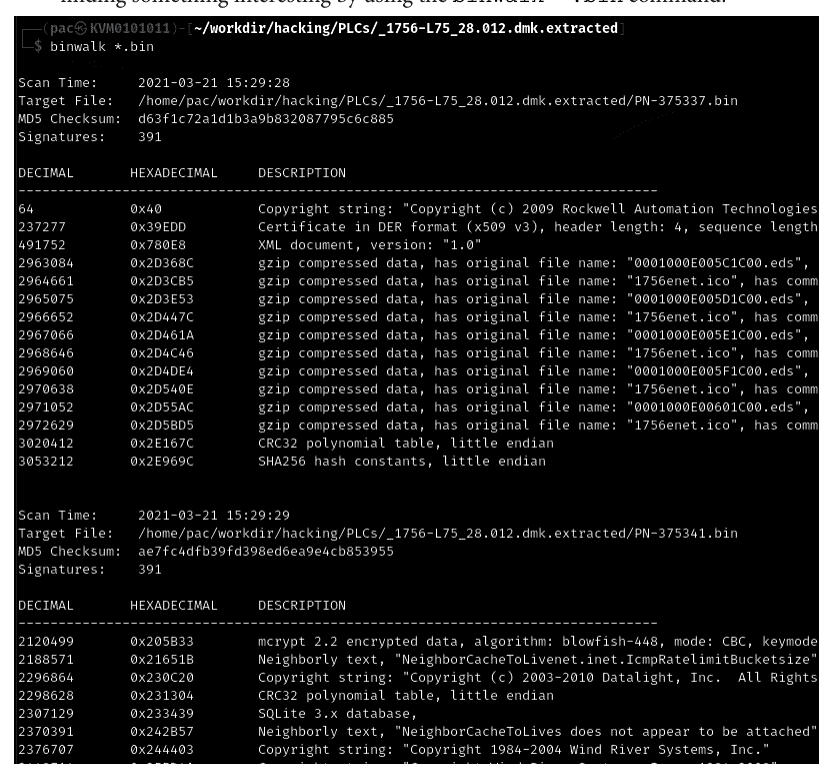 finding something interesting by using the binwalk *.bin command:
(pac㉿KVM0101011)-[~/workdir/hacking/PLCs/_1756-L75_28.012.dmk.extracted]
$ binwalk *.bin
Scan Time:     2021-03-21 15:29:28
Target File:   /home/pac/workdir/hacking/PLCs/_1756-L75_28.012.dmk.extracted/PN-375337.bin
MD5 Checksum:  d63f1c72a1d1b3a9b832087795c6c885
Signatures:    391
DECIMAL       HEXADECIMAL     DESCRIPTION
--------------------------------------------------------------------------------
64            0x40            Copyright string: "Copyright (c) 2009 Rockwell Automation Technologies
237277        0x39EDD         Certificate in DER format (x509 v3), header length: 4, sequence length
491752        0x780E8         XML document, version: "1.0"
2963084       0x2D368C        gzip compressed data, has original file name: "0001000E005C1C00.eds",
2964661       0x2D3CB5        gzip compressed data, has original file name: "1756enet.ico", has comm
2965075       0x2D3E53        gzip compressed data, has original file name: "0001000E005D1C00.eds",
2966652       0x2D447C        gzip compressed data, has original file name: "1756enet.ico", has comm
2967066       0x2D461A        gzip compressed data, has original file name: "0001000E005E1C00.eds",
2968646       0x2D4C46        gzip compressed data, has original file name: "1756enet.ico", has comm
2969060       0x2D4DE4        gzip compressed data, has original file name: "0001000E005F1C00.eds",
2970638       0x2D540E        gzip compressed data, has original file name: "1756enet.ico", has comm
2971052       0x2D55AC        gzip compressed data, has original file name: "0001000E00601C00.eds",
2972629       0x2D5BD5        gzip compressed data, has original file name: "1756enet.ico", has comm
3020412       0x2E167C        CRC32 polynomial table, little endian
3053212       0x2E969C        SHA256 hash constants, little endian
Scan Time:     2021-03-21 15:29:29
Target File:   /home/pac/workdir/hacking/PLCs/_1756-L75_28.012.dmk.extracted/PN-375341.bin
MD5 Checksum:  ae7fc4dfb39fd398ed6ea9e4cb853955
Signatures:    391
DECIMAL       HEXADECIMAL     DESCRIPTION
--------------------------------------------------------------------------------
2120499       0x205B33        mcrypt 2.2 encrypted data, algorithm: blowfish-448, mode: CBC, keymode
2188571       0x21651B        Neighborly text, "NeighborCacheToLivenet.inet.IcmpRatelimitBucketsize"
2296864       0x230C20        Copyright string: "Copyright (c) 2003-2010 Datalight, Inc.  All Rights
2298628       0x231304        CRC32 polynomial table, little endian
2307129       0x233439        SQLite 3.x database,
2370391       0x242B57        Neighborly text, "NeighborCacheToLives does not appear to be attached"
2376707       0x244403        Copyright string: "Copyright 1984-2004 Wind River Systems, Inc."